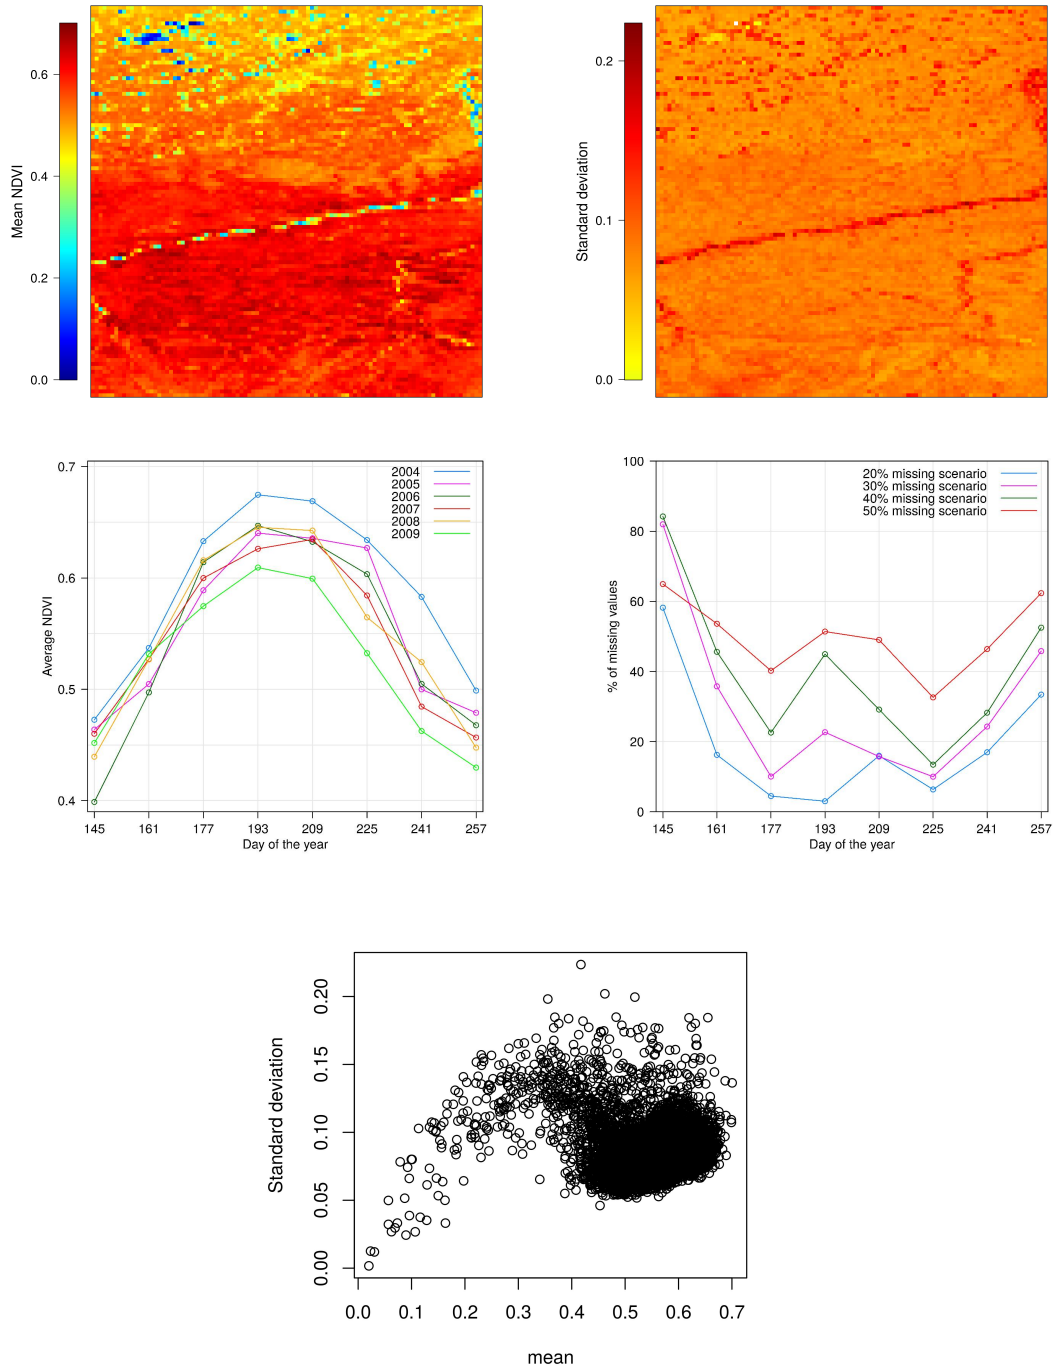 Mean NDVI
0.6
0.4
0.2
0.0
Standard deviation
0.2
0.1
0.0
Average NDVI
0.7
0.6
0.5
0.4
2004
2005
2006
2007
2008
2009
145 161 177 193 209 225 241 257
Day of the year
% of missing values
100
80
60
40
20
0
20% missing scenario
30% missing scenario
40% missing scenario
50% missing scenario
145 161 177 193 209 225 241 257
Day of the year
Standard deviation
0.20
0.15
0.10
0.05
0.00
0.0 0.1 0.2 0.3 0.4 0.5 0.6 0.7
mean